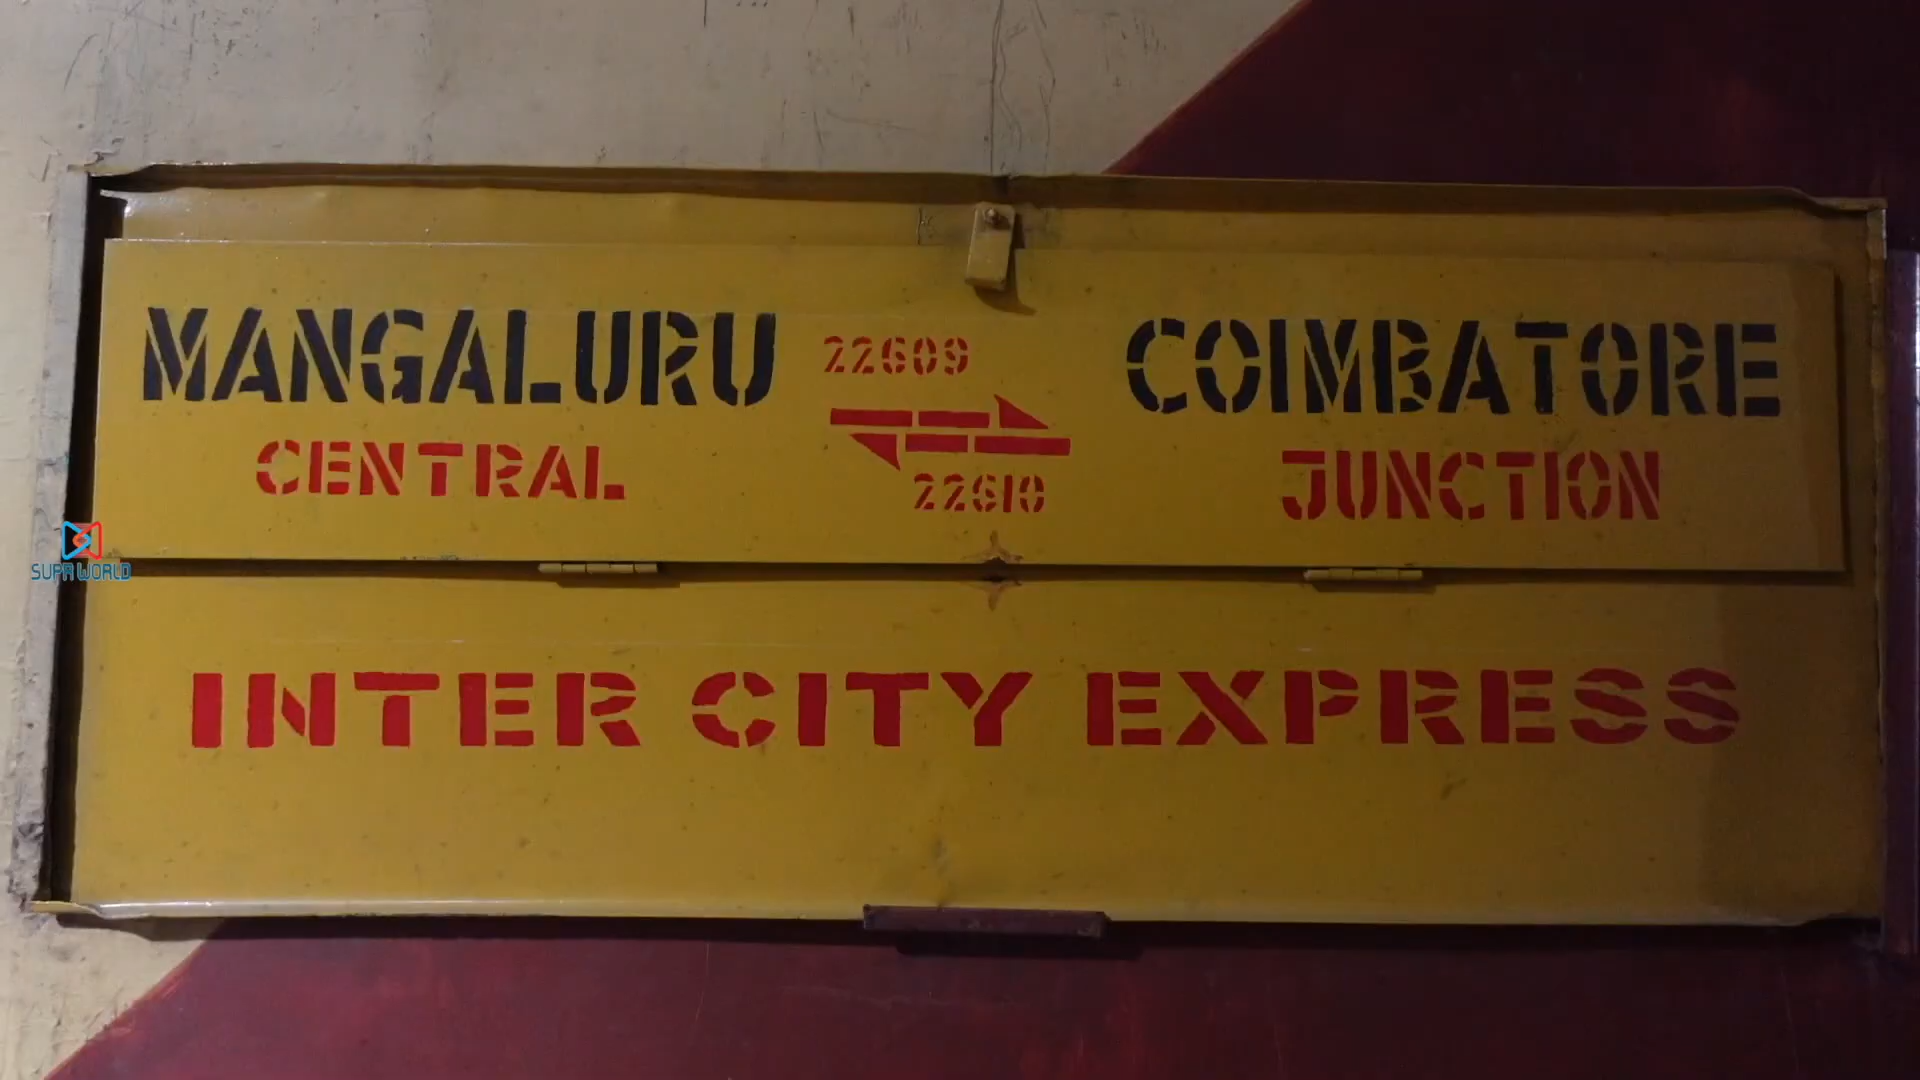 MANGALURU 22609 COIMBATORE
CENTRAL 22610 JUNCTION
SUPA WORLD
INTER CITY EXPRESS